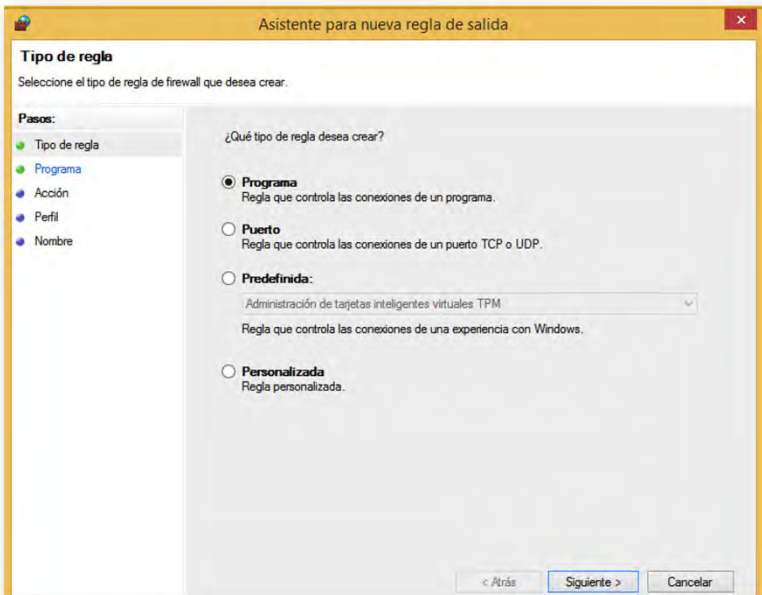 Asistente para nueva regla de salida
Tipo de regla
Seleccione el tipo de regla de firewall que desea crear.
Pasos:
Tipo de regla
Programa
Acción
Perfil
Nombre
¿Qué tipo de regla desea crear?
Programa
Regla que controla las conexiones de un programa.
Puerto
Regla que controla las conexiones de un puerto TCP o UDP.
Predefinida:
Administración de tarjetas inteligentes virtuales TPM
Regla que controla las conexiones de una experiencia con Windows.
Personalizada
Regla personalizada.
< Atrás
Siguiente >
Cancelar